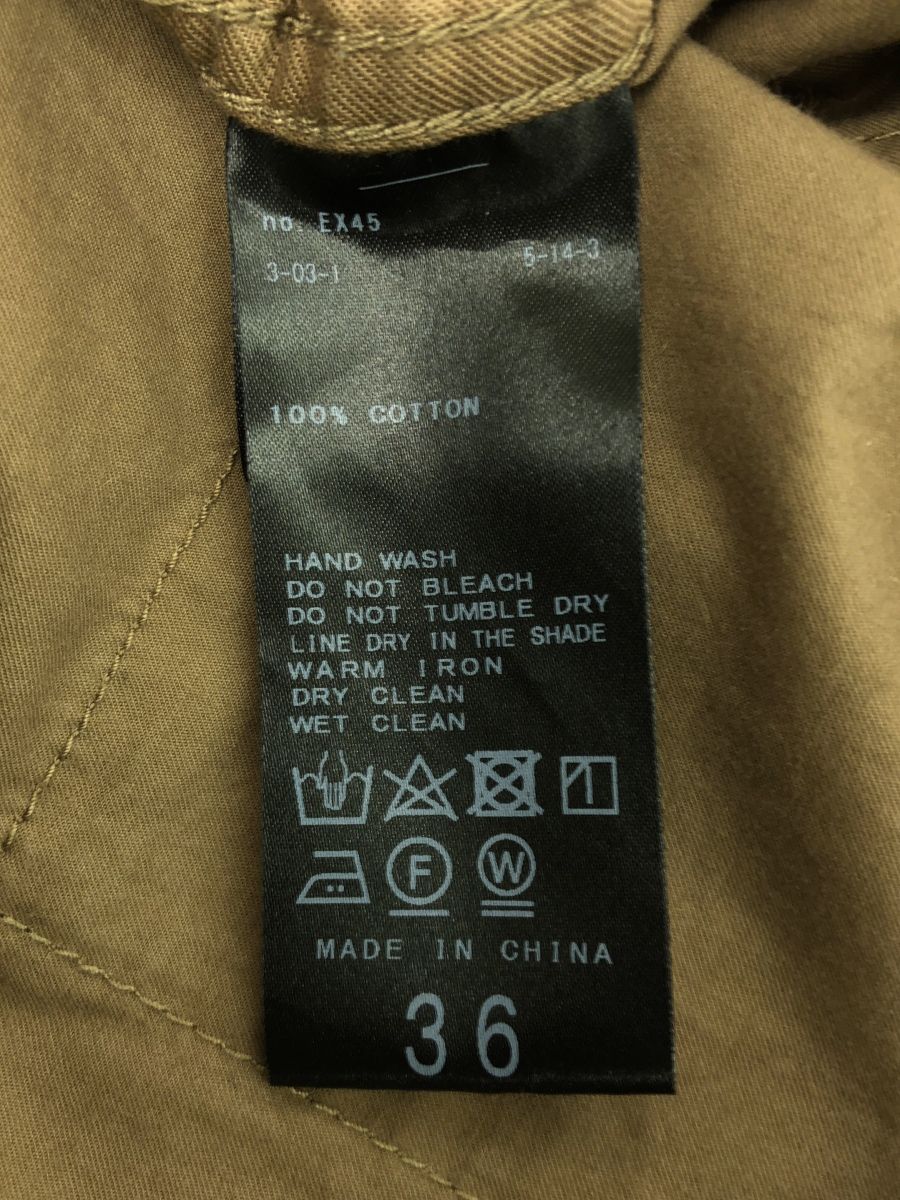 no. EX45
3-03-1 5-14-3
100% COTTON
HAND WASH
DO NOT BLEACH
DO NOT TUMBLE DRY
LINE DRY IN THE SHADE
WARM IRON
DRY CLEAN
WET CLEAN
F W
MADE IN CHINA
36